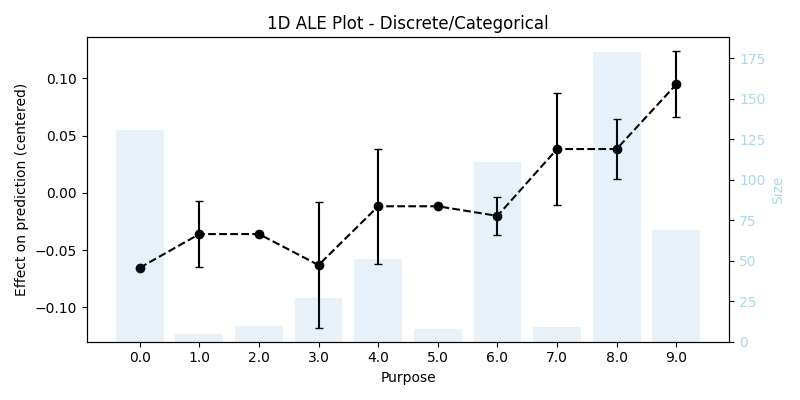 1D ALE Plot - Discrete/Categorical
Effect on prediction (centered)
0.10
0.05
0.00
−0.05
−0.10
0.0 1.0 2.0 3.0 4.0 5.0 6.0 7.0 8.0 9.0
Purpose
175
150
125
100
75
50
25
0
Size